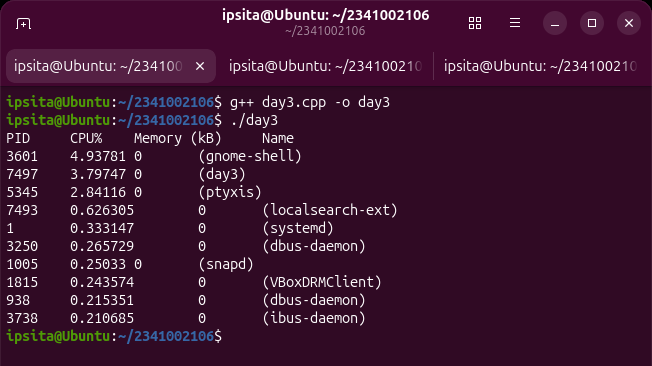 ipsita@Ubuntu: ~/2341002106
~/2341002106
ipsita@Ubuntu: ~/234100 ipsita@Ubuntu: ~/2341002 ipsita@Ubuntu: ~/2341002
ipsita@Ubuntu:~/2341002106$ g++ day3.cpp -o day3
ipsita@Ubuntu:~/2341002106$ ./day3
PID     CPU%    Memory (kB)     Name
3601    4.93781 0       (gnome-shell)
7497    3.79747 0       (day3)
5345    2.84116 0       (ptyxis)
7493    0.626305        0       (localsearch-ext)
1       0.333147        0       (systemd)
3250    0.265729        0       (dbus-daemon)
1005    0.25033 0       (snapd)
1815    0.243574        0       (VBoxDRMClient)
938     0.215351        0       (dbus-daemon)
3738    0.210685        0       (ibus-daemon)
ipsita@Ubuntu:~/2341002106$